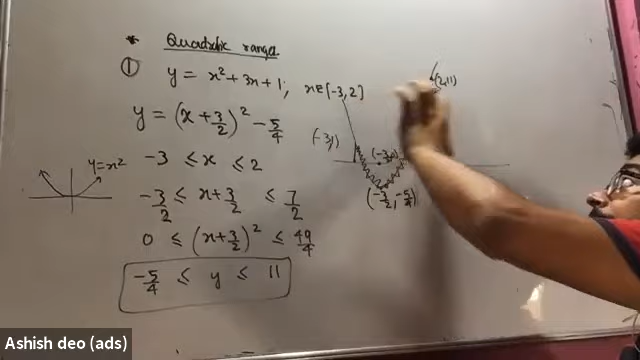 * Quadratic ranges
① y = x² + 3x + 1 ; x ∈ [-3, 2]
y = (x + 3/2)² - 5/4
-3 ≤ x ≤ 2
-3/2 ≤ x + 3/2 ≤ 7/2
0 ≤ (x + 3/2)² ≤ 49/4
-5/4 ≤ y ≤ 11
y = x²
(2,11)
(-3,1)
(-3/2, -5/4)
Ashish deo (ads)